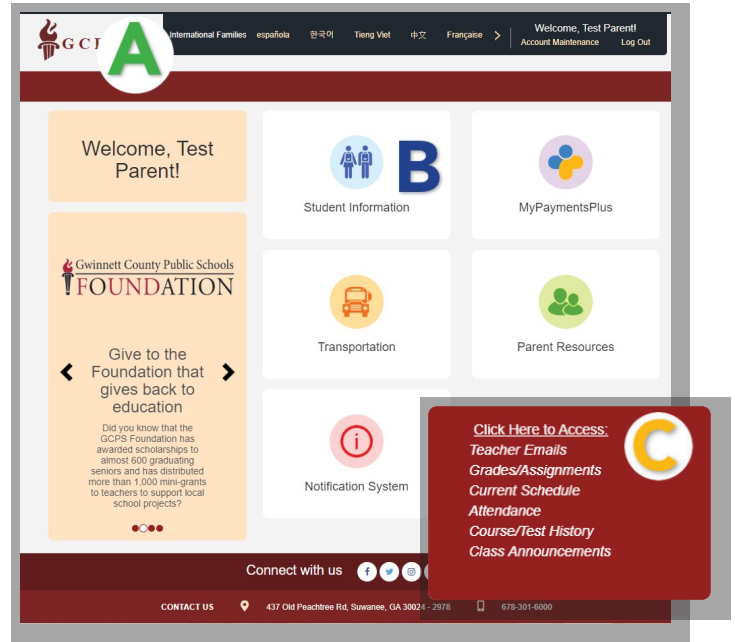 GCP
A
International Families española 한국어 Tieng Viet 中文 Française
Welcome, Test Parent!
Account Maintenance Log Out
Welcome, Test
Parent!
B
Student Information
MyPaymentsPlus
Gwinnett County Public Schools
FOUNDATION
Give to the
Foundation that
gives back to
education
Did you know that the
GCPS Foundation has
awarded scholarships to
almost 600 graduating
seniors and has distributed
more than 1,000 mini-grants
to teachers to support local
school projects?
Transportation
Parent Resources
Notification System
C
Click Here to Access:
Teacher Emails
Grades/Assignments
Current Schedule
Attendance
Course/Test History
Class Announcements
Connect with us
CONTACT US 437 Old Peachtree Rd, Suwanee, GA 30024 - 2978 678-301-6000